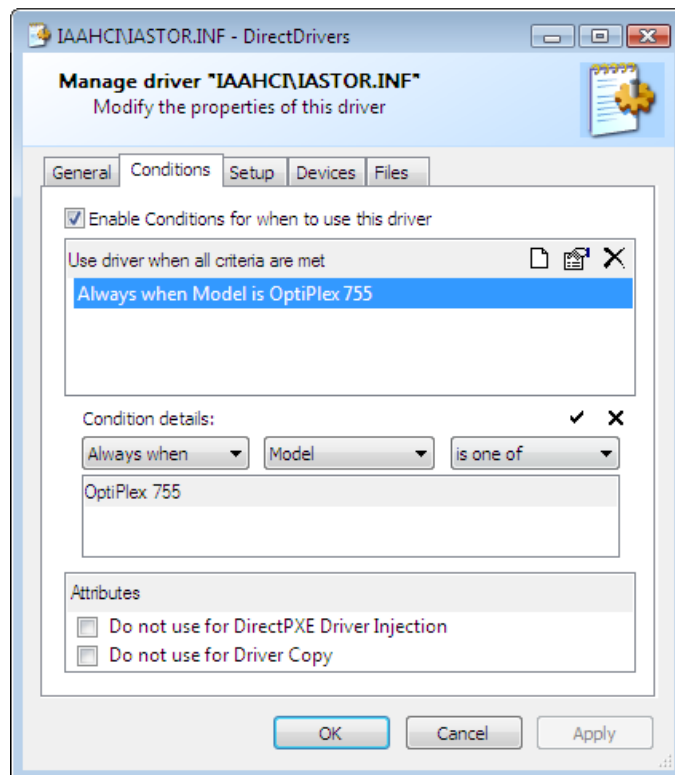 IAAHCI\IASTOR.INF - DirectDrivers
Manage driver "IAAHCI\IASTOR.INF"
Modify the properties of this driver
General Conditions Setup Devices Files
Enable Conditions for when to use this driver
Use driver when all criteria are met
Always when Model is OptiPlex 755
Condition details:
Always when Model is one of
OptiPlex 755
Attributes
Do not use for DirectPXE Driver Injection
Do not use for Driver Copy
OK Cancel Apply